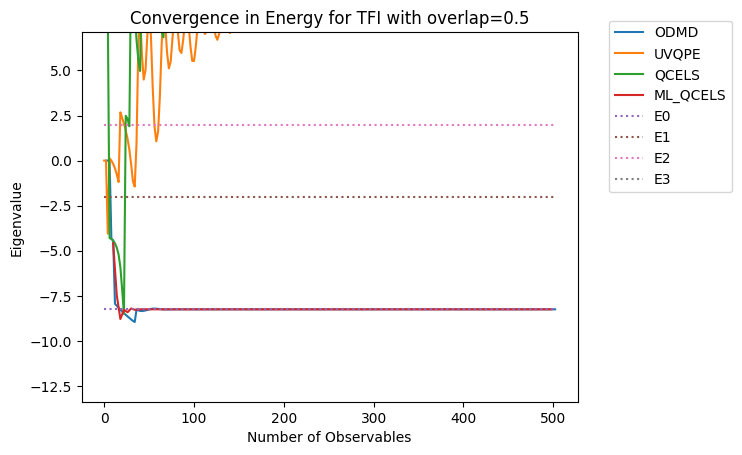 Convergence in Energy for TFI with overlap=0.5
ODMD
UVQPE
QCELS
ML_QCELS
E0
E1
E2
E3
Eigenvalue
5.0
2.5
0.0
−2.5
−5.0
−7.5
−10.0
−12.5
0
100
200
300
400
500
Number of Observables